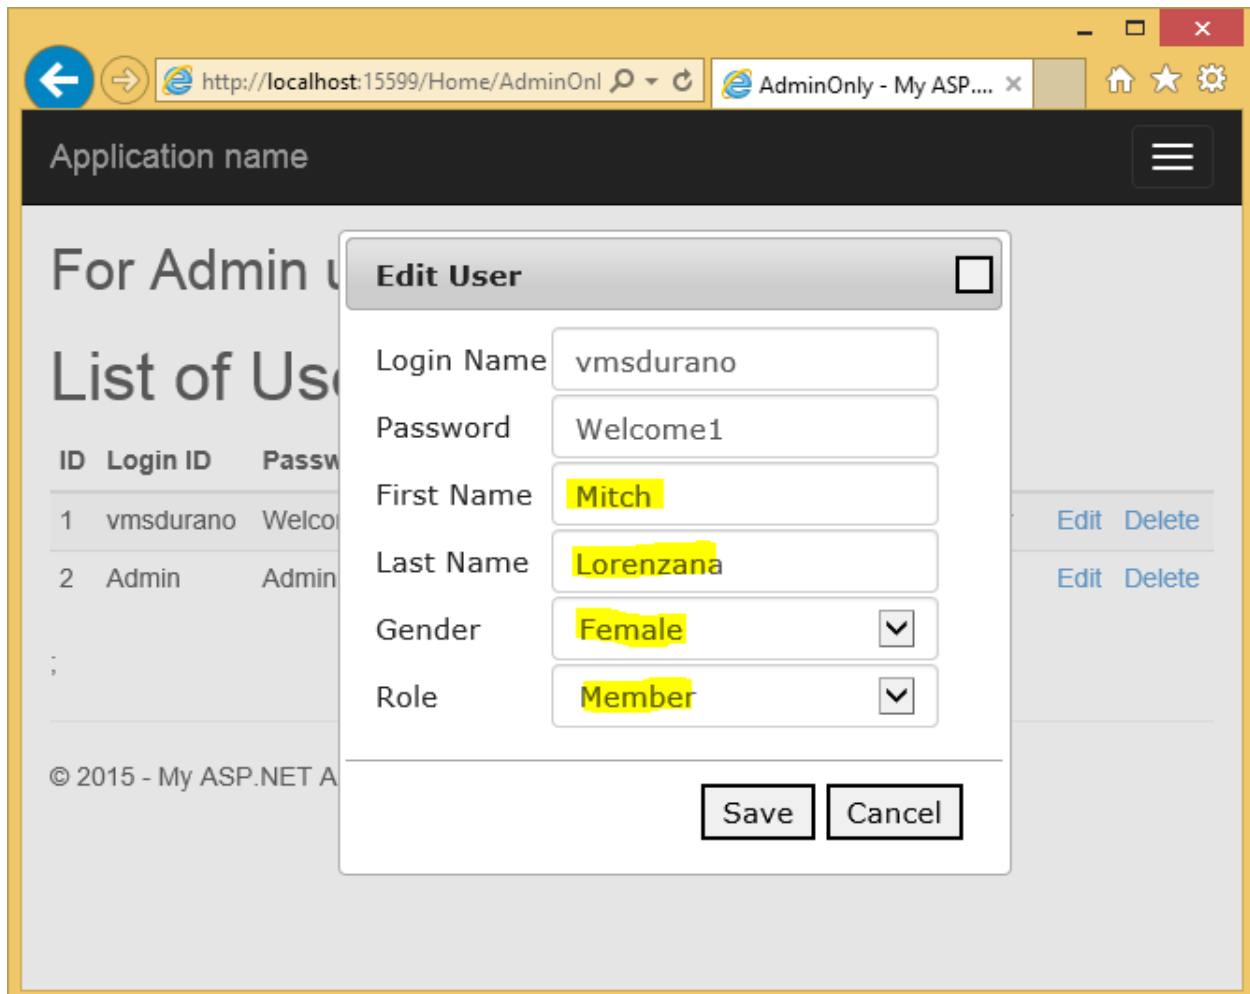 http://localhost:15599/Home/AdminOnl
AdminOnly - My ASP....
Application name
For Admin u
Edit User
List of Us
Login Name vmsdurano
Password Welcome1
ID Login ID Passw
First Name Mitch
1 vmsdurano Welco Edit Delete
Last Name Lorenzana
2 Admin Admin Edit Delete
Gender Female
;
Role Member
© 2015 - My ASP.NET A
Save Cancel